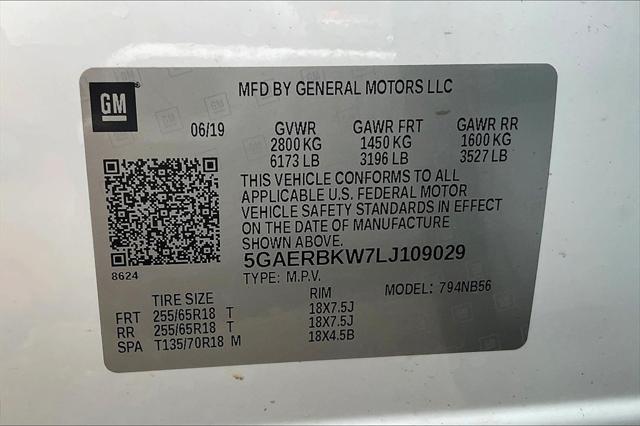 MFD BY GENERAL MOTORS LLC
GM
06/19 GVWR GAWR FRT GAWR RR
2800 KG 1450 KG 1600 KG
6173 LB 3196 LB 3527 LB
THIS VEHICLE CONFORMS TO ALL
APPLICABLE U.S. FEDERAL MOTOR
VEHICLE SAFETY STANDARDS IN EFFECT
ON THE DATE OF MANUFACTURE
SHOWN ABOVE.
5GAERBKW7LJ109029
8624
TYPE: M.P.V.
MODEL: 794NB56
TIRE SIZE RIM
FRT 255/65R18 T 18X7.5J
RR 255/65R18 T 18X7.5J
SPA T135/70R18 M 18X4.5B